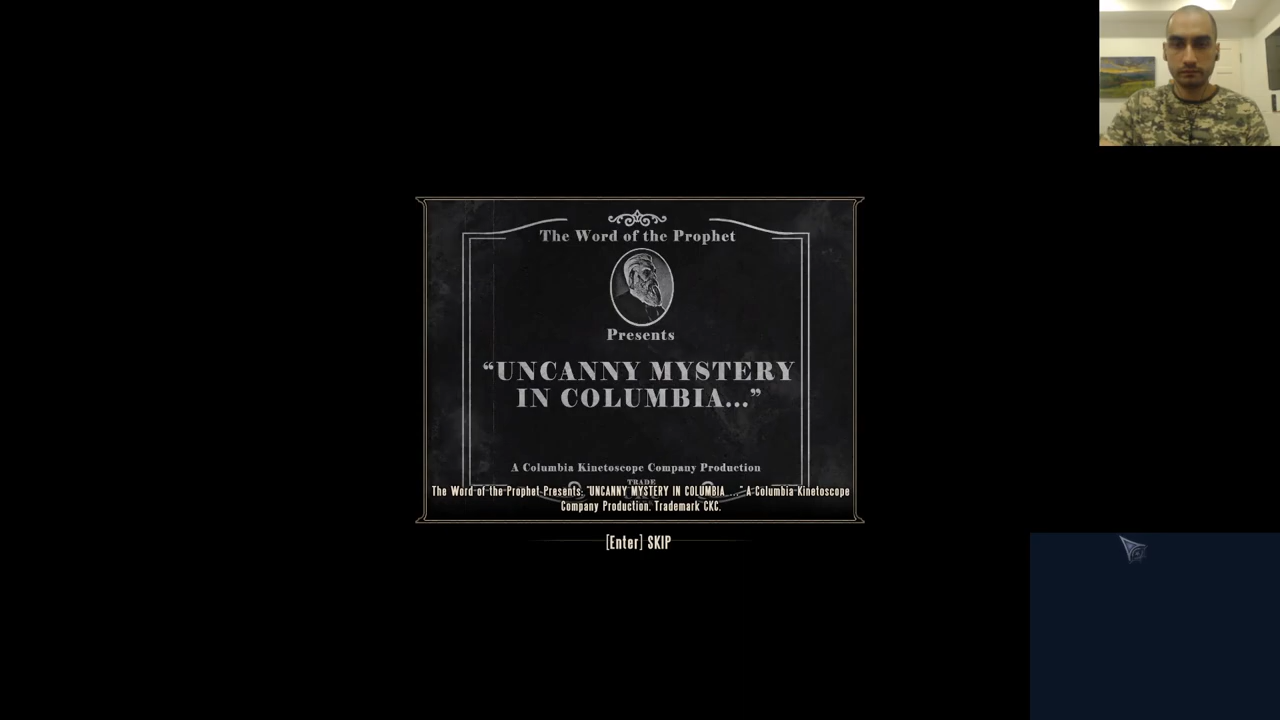 The Word of the Prophet
Presents
“UNCANNY MYSTERY
IN COLUMBIA...”
A Columbia Kinetoscope Company Production
TRADE
The Word of the Prophet Presents: "UNCANNY MYSTERY IN COLUMBIA ..." A Columbia Kinetoscope
Company Production. Trademark CKC.
[Enter] SKIP